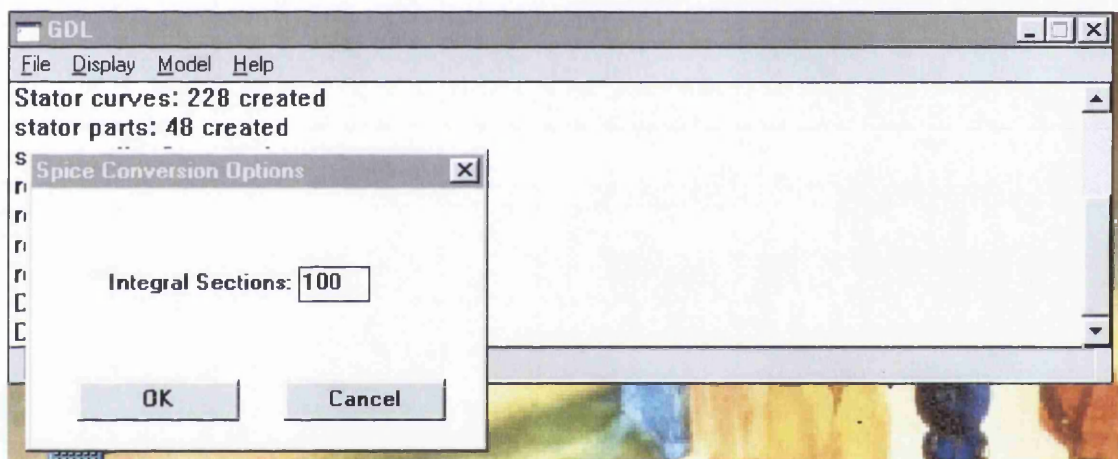 GDL
File Display Model Help
Stator curves: 228 created
stator parts: 48 created
Spice Conversion Options
Integral Sections: 100
OK Cancel